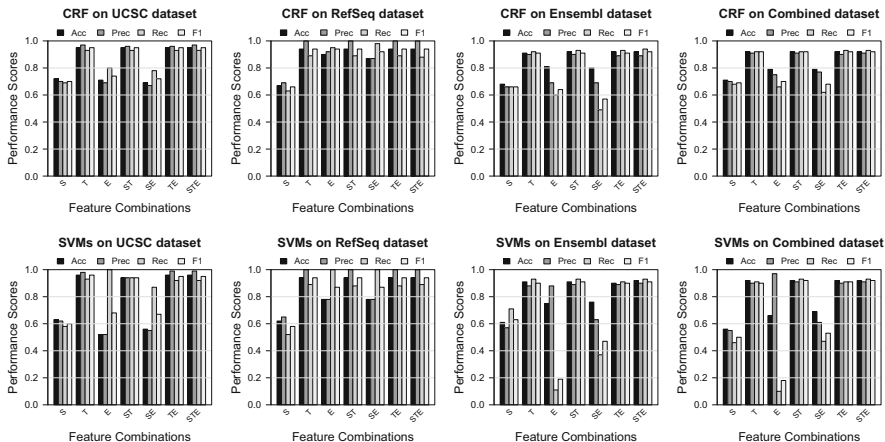 CRF on UCSC dataset
Acc Prec Rec F1
Performance Scores
1.0
0.8
0.6
0.4
0.2
0.0
S T E ST SE TE STE
Feature Combinations
CRF on RefSeq dataset
Acc Prec Rec F1
Performance Scores
1.0
0.8
0.6
0.4
0.2
0.0
S T E ST SE TE STE
Feature Combinations
CRF on Ensembl dataset
Acc Prec Rec F1
Performance Scores
1.0
0.8
0.6
0.4
0.2
0.0
S T E ST SE TE STE
Feature Combinations
CRF on Combined dataset
Acc Prec Rec F1
Performance Scores
1.0
0.8
0.6
0.4
0.2
0.0
S T E ST SE TE STE
Feature Combinations
SVMs on UCSC dataset
Acc Prec Rec F1
Performance Scores
1.0
0.8
0.6
0.4
0.2
0.0
S T E ST SE TE STE
Feature Combinations
SVMs on RefSeq dataset
Acc Prec Rec F1
Performance Scores
1.0
0.8
0.6
0.4
0.2
0.0
S T E ST SE TE STE
Feature Combinations
SVMs on Ensembl dataset
Acc Prec Rec F1
Performance Scores
1.0
0.8
0.6
0.4
0.2
0.0
S T E ST SE TE STE
Feature Combinations
SVMs on Combined dataset
Acc Prec Rec F1
Performance Scores
1.0
0.8
0.6
0.4
0.2
0.0
S T E ST SE TE STE
Feature Combinations